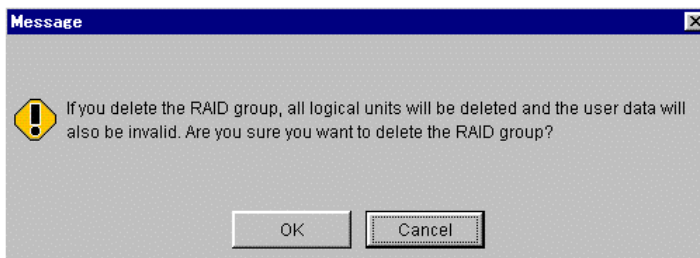 Message
If you delete the RAID group, all logical units will be deleted and the user data will
also be invalid. Are you sure you want to delete the RAID group?
OK
Cancel